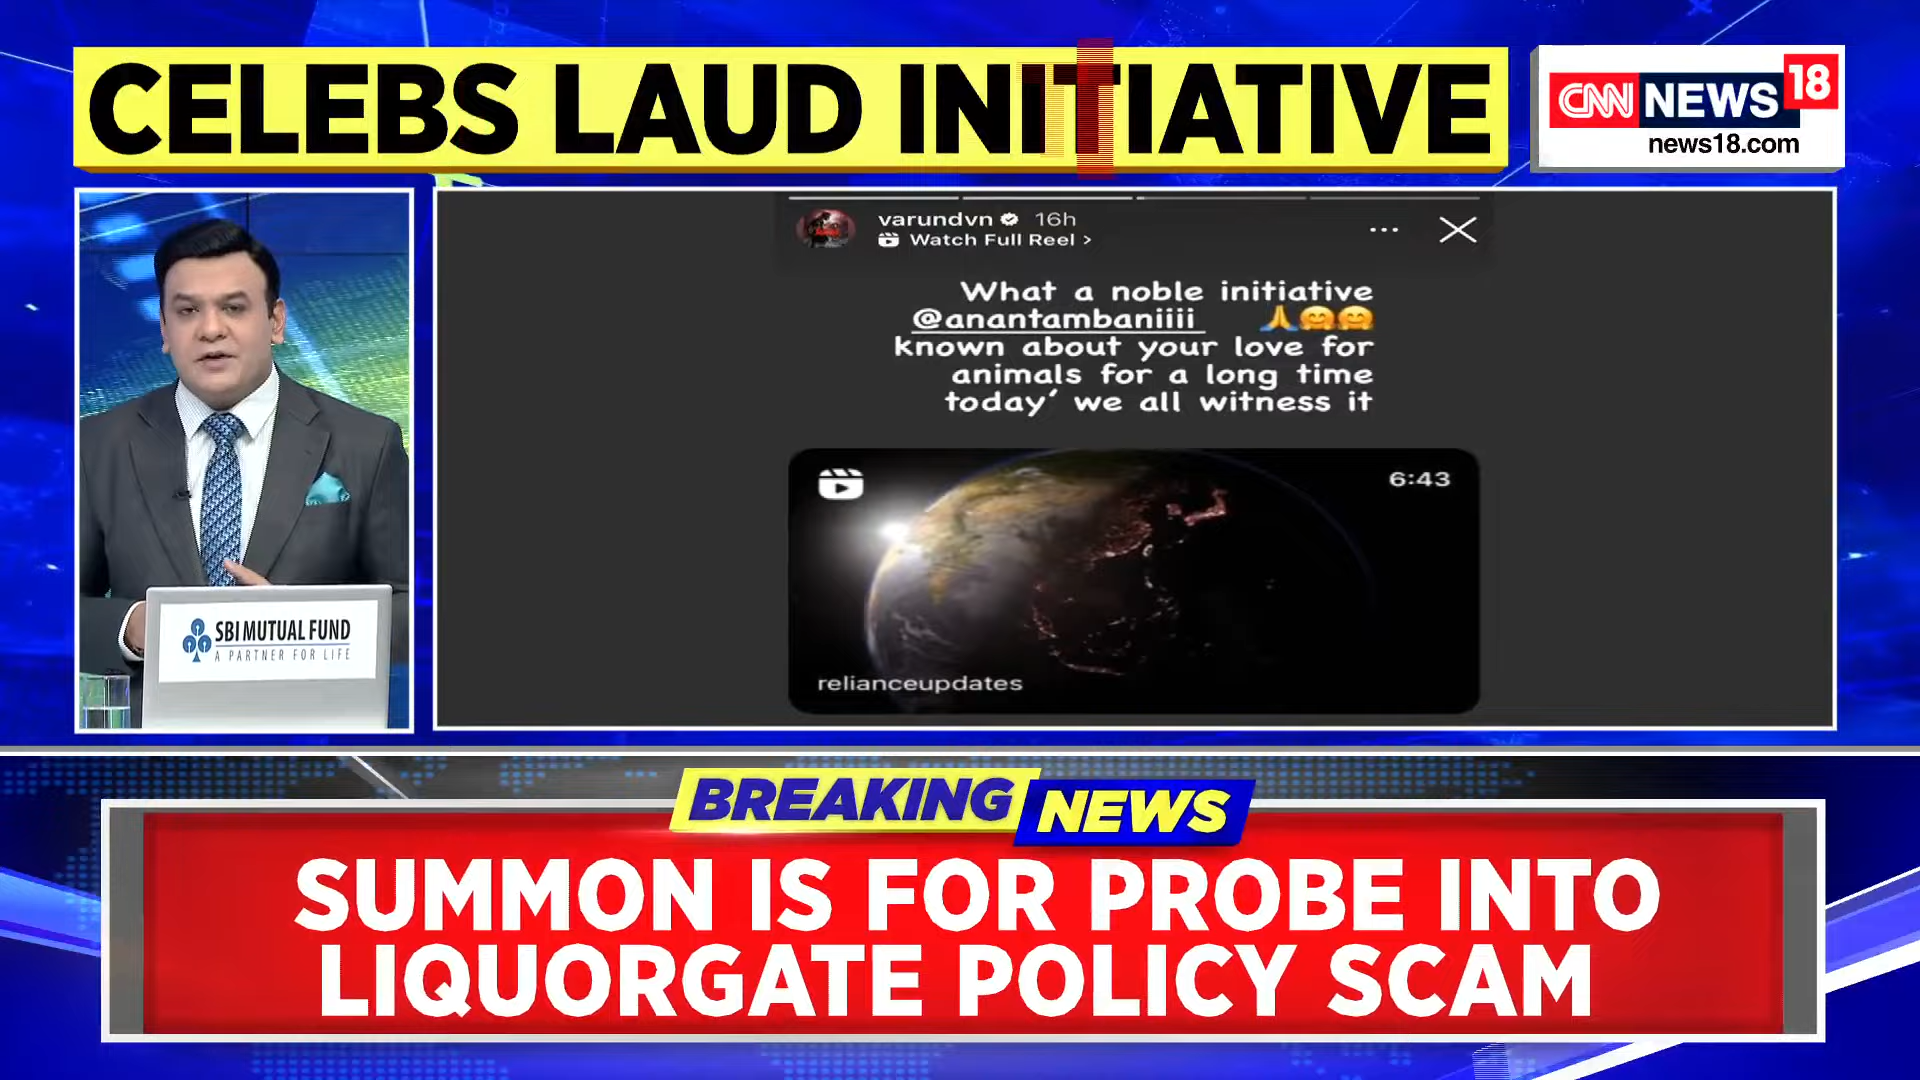 CELEBS LAUD INITIATIVE
CNN NEWS 18
news18.com
varundvn 16h
Watch Full Reel >
What a noble initiative
@anantambaniiii 🙏🤗🤗
known about your love for
animals for a long time
today' we all witness it
6:43
relianceupdates
SBI MUTUAL FUND
A PARTNER FOR LIFE
BREAKING NEWS
SUMMON IS FOR PROBE INTO
LIQUORGATE POLICY SCAM